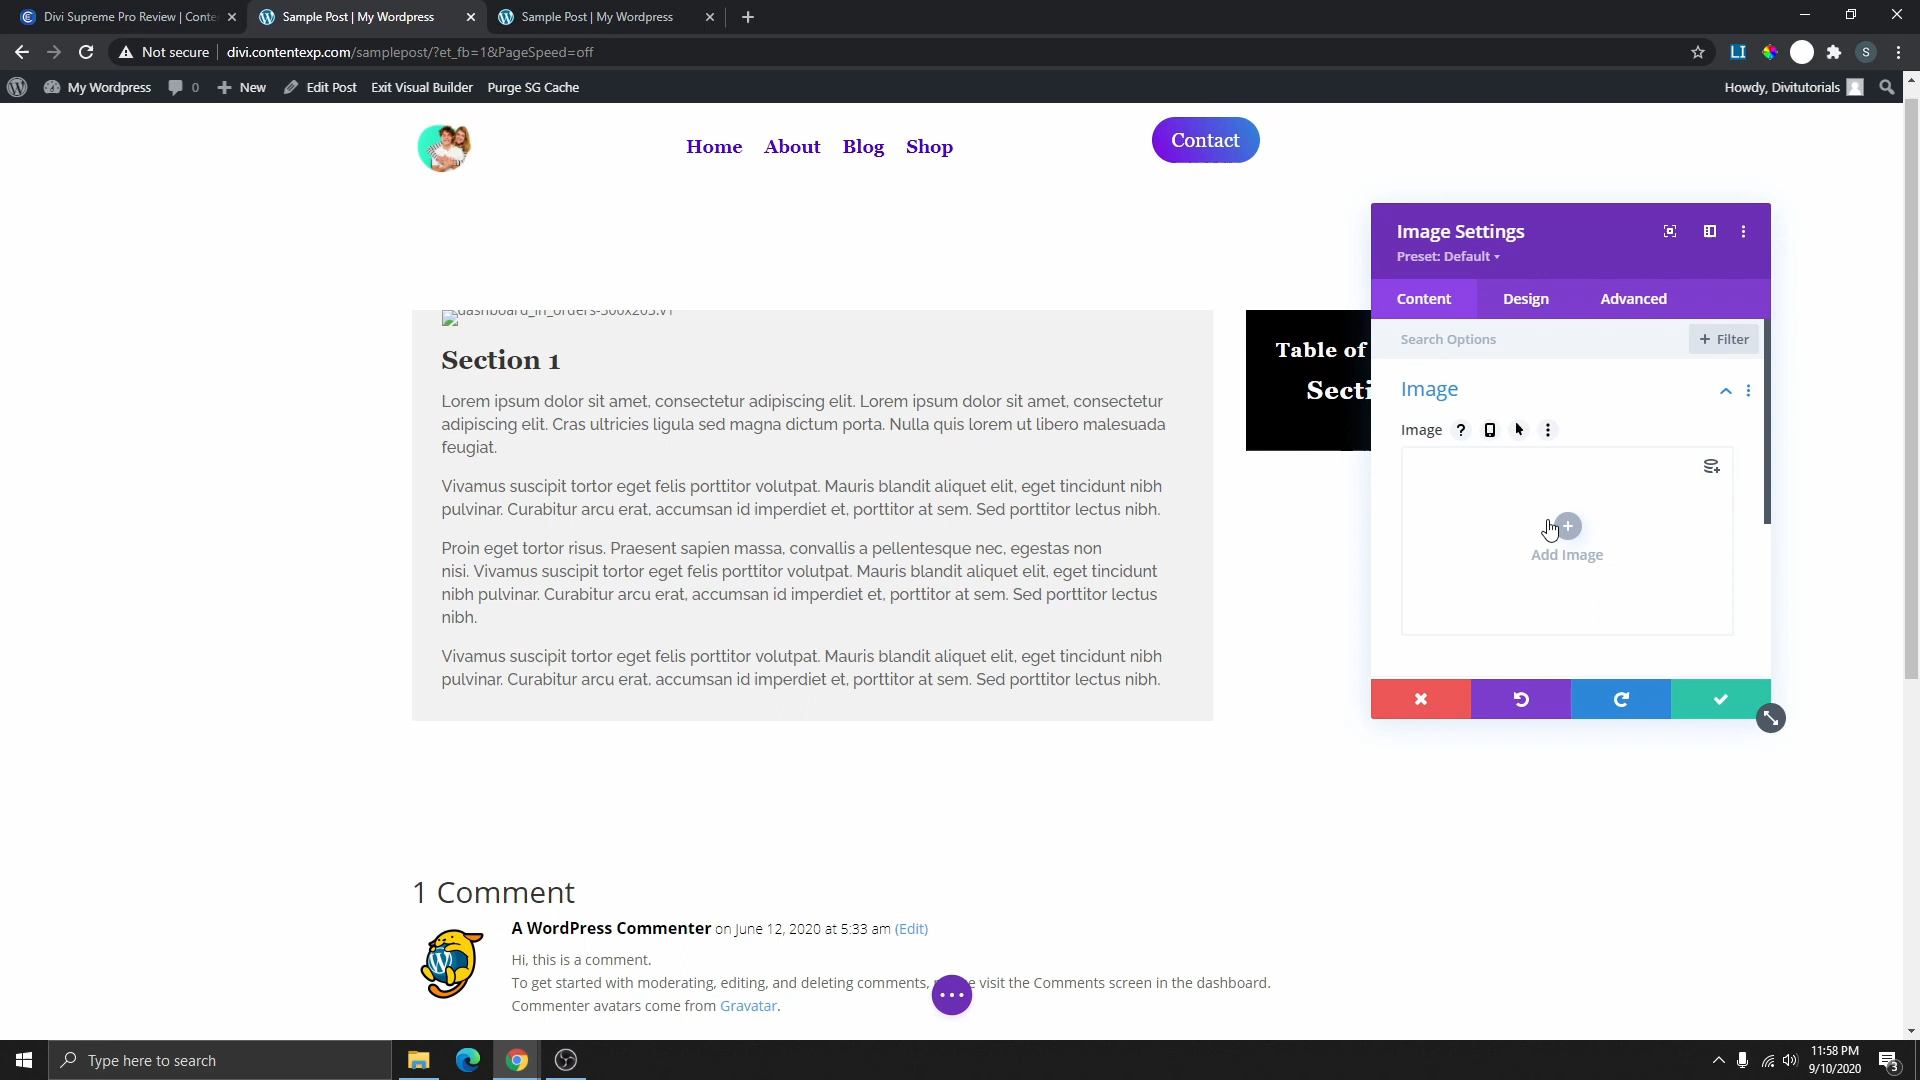 Divi Supreme Pro Review | Conte
Sample Post | My Wordpress
Sample Post | My Wordpress
Not secure
divi.contentexp.com/samplepost/?et_fb=1&PageSpeed=off
LI
S
My Wordpress
0
New
Edit Post
Exit Visual Builder
Purge SG Cache
Howdy, Divitutorials
Home
About
Blog
Shop
Contact
Image Settings
Preset: Default
Content
Design
Advanced
Search Options
+ Filter
Image
Image
?
Add Image
dashboard_in_orders-300x203.v1
Section 1
Lorem ipsum dolor sit amet, consectetur adipiscing elit. Lorem ipsum dolor sit amet, consectetur
adipiscing elit. Cras ultricies ligula sed magna dictum porta. Nulla quis lorem ut libero malesuada
feugiat.
Vivamus suscipit tortor eget felis porttitor volutpat. Mauris blandit aliquet elit, eget tincidunt nibh
pulvinar. Curabitur arcu erat, accumsan id imperdiet et, porttitor at sem. Sed porttitor lectus nibh.
Proin eget tortor risus. Praesent sapien massa, convallis a pellentesque nec, egestas non
nisi. Vivamus suscipit tortor eget felis porttitor volutpat. Mauris blandit aliquet elit, eget tincidunt
nibh pulvinar. Curabitur arcu erat, accumsan id imperdiet et, porttitor at sem. Sed porttitor lectus
nibh.
Vivamus suscipit tortor eget felis porttitor volutpat. Mauris blandit aliquet elit, eget tincidunt nibh
pulvinar. Curabitur arcu erat, accumsan id imperdiet et, porttitor at sem. Sed porttitor lectus nibh.
Table of
Secti
1 Comment
A WordPress Commenter on June 12, 2020 at 5:33 am (Edit)
Hi, this is a comment.
To get started with moderating, editing, and deleting comments, visit the Comments screen in the dashboard.
Commenter avatars come from Gravatar.
Type here to search
11:58 PM
9/10/2020
3